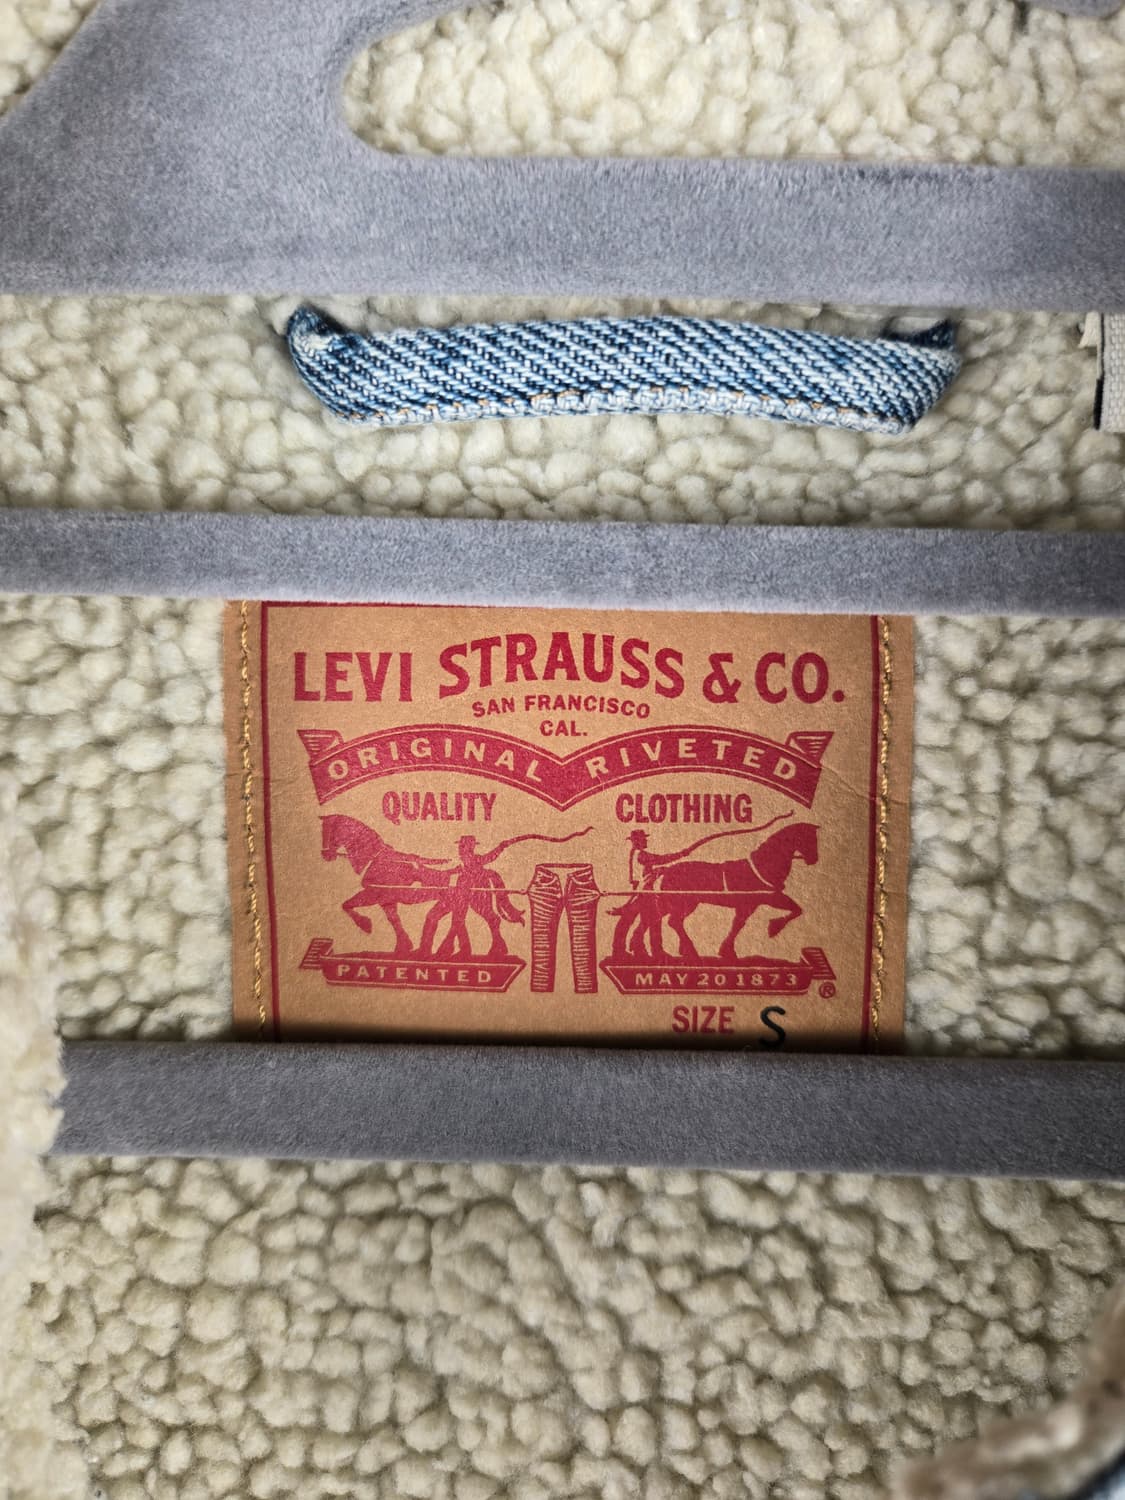 LEVI STRAUSS & CO.
SAN FRANCISCO
CAL.
ORIGINAL RIVETED
QUALITY CLOTHING
PATENTED MAY 20 1873 ®
SIZE S